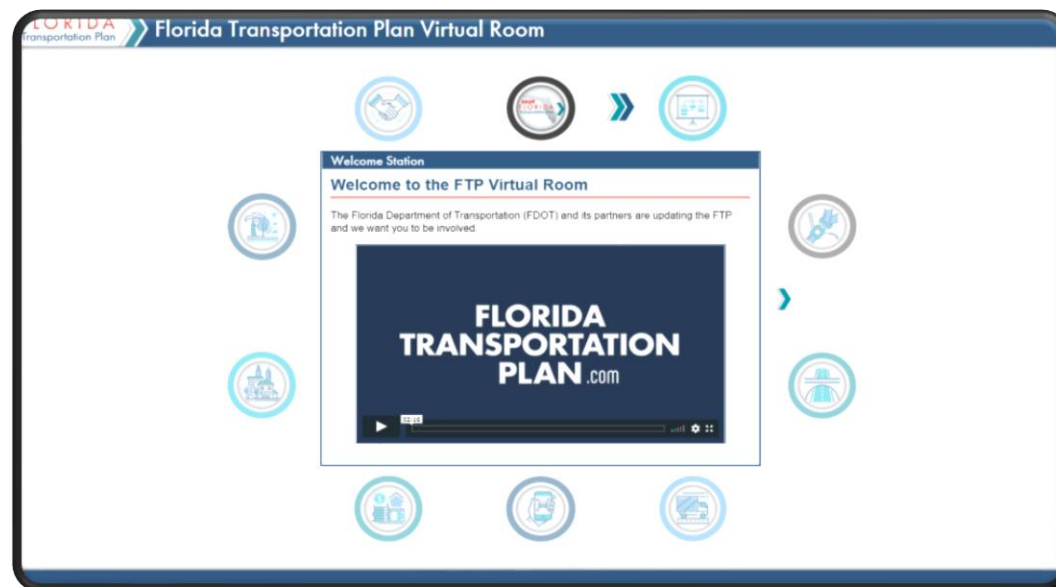 Transportation Plan
Florida Transportation Plan Virtual Room
Welcome Station
Welcome to the FTP Virtual Room
The Florida Department of Transportation (FDOT) and its partners are updating the FTP
and we want you to be involved.
FLORIDA
TRANSPORTATION
PLAN.com